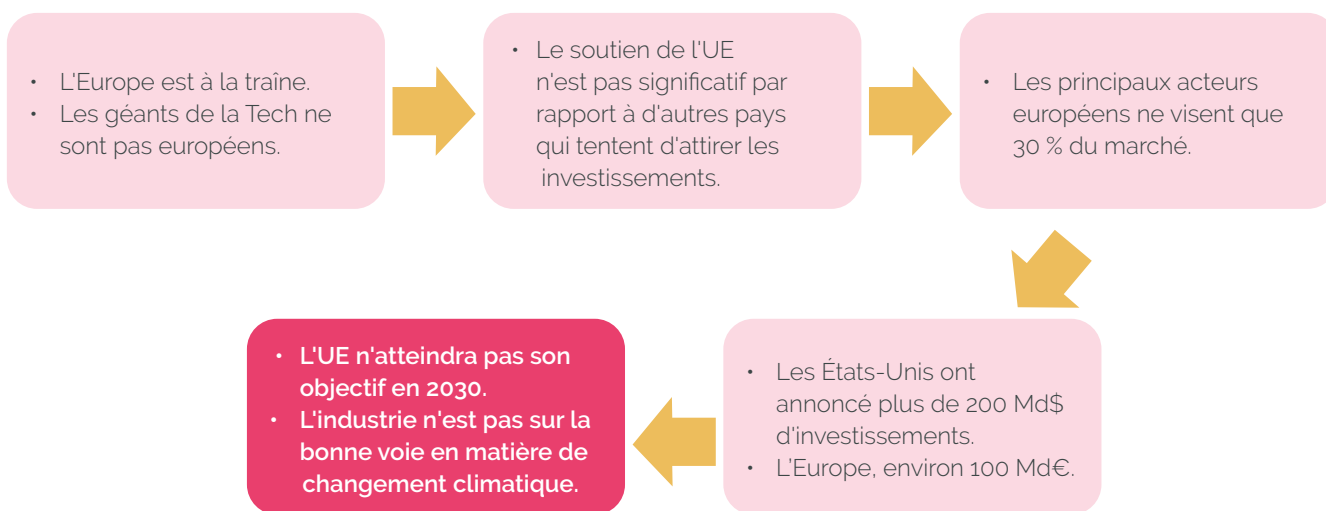 • L'Europe est à la traîne.
• Les géants de la Tech ne
sont pas européens.
• Le soutien de l'UE
n'est pas significatif par
rapport à d'autres pays
qui tentent d'attirer les
investissements.
• Les principaux acteurs
européens ne visent que
30 % du marché.
• Les États-Unis ont
annoncé plus de 200 Md$
d'investissements.
• L’Europe, environ 100 Md€.
• L'UE n'atteindra pas son
objectif en 2030.
• L'industrie n'est pas sur la
bonne voie en matière de
changement climatique.